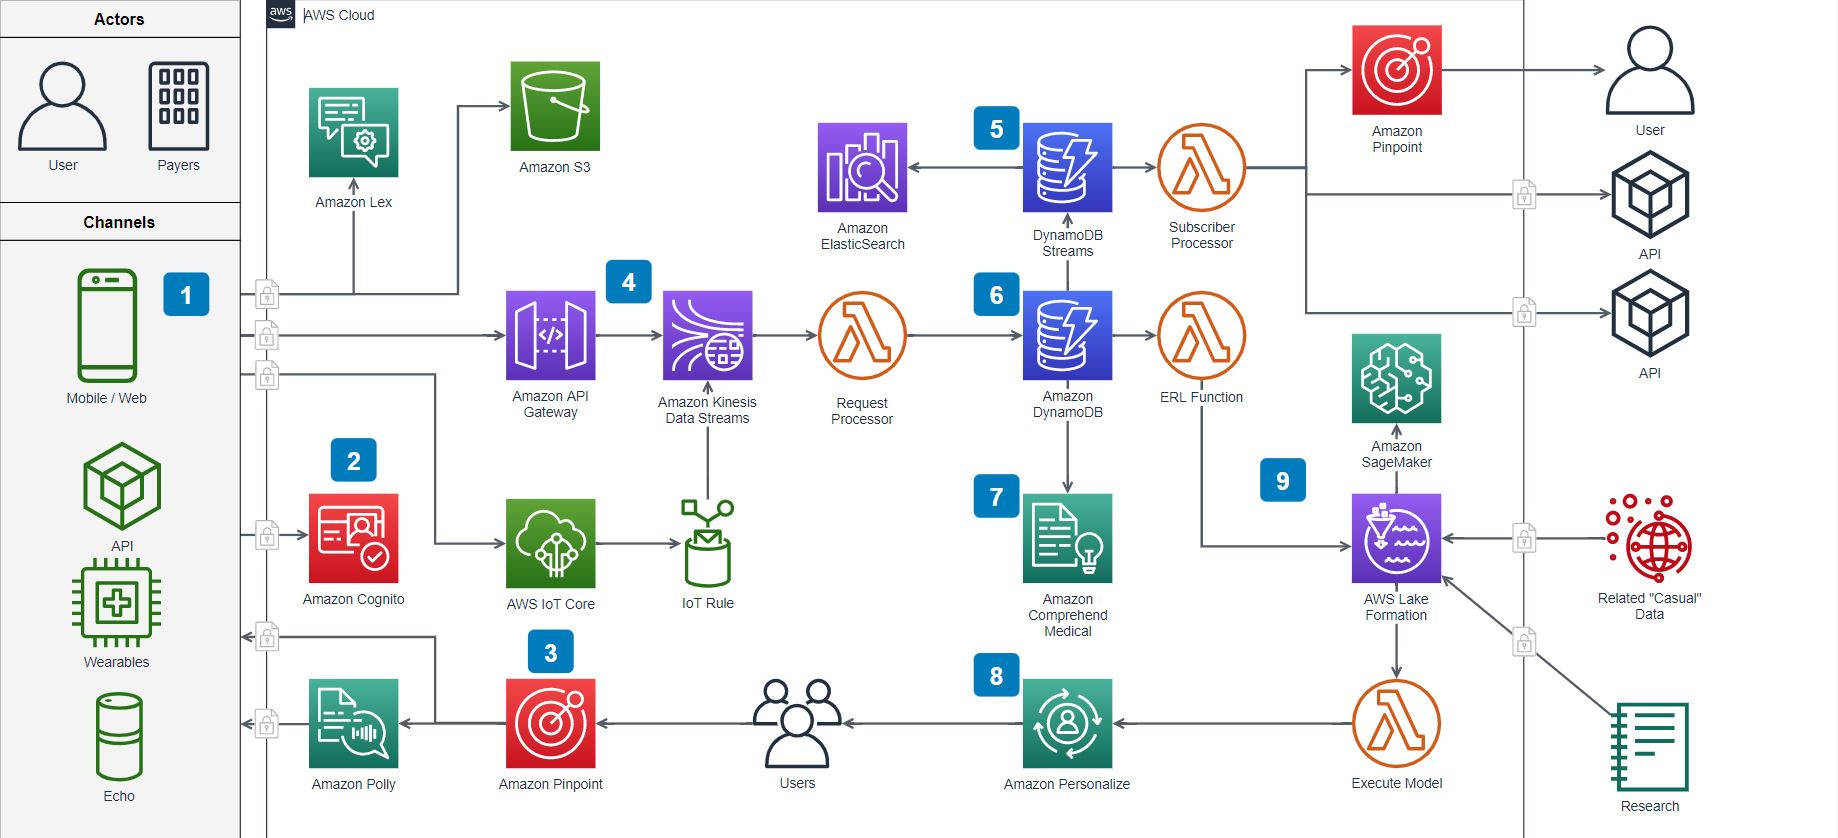 Actors
User
Payers
Channels
1
Mobile / Web
API
Wearables
Echo
aws
AWS Cloud
Amazon Lex
Amazon S3
4
Amazon API
Gateway
Amazon Kinesis
Data Streams
Request
Processor
2
Amazon Cognito
AWS IoT Core
IoT Rule
3
Amazon Polly
Amazon Pinpoint
Users
5
Amazon
ElasticSearch
DynamoDB
Streams
Subscriber
Processor
6
Amazon
DynamoDB
ERL Function
7
Amazon
Comprehend
Medical
8
Amazon Personalize
9
Amazon
Pinpoint
Amazon
SageMaker
AWS Lake
Formation
Execute Model
User
API
API
Related "Casual"
Data
Research